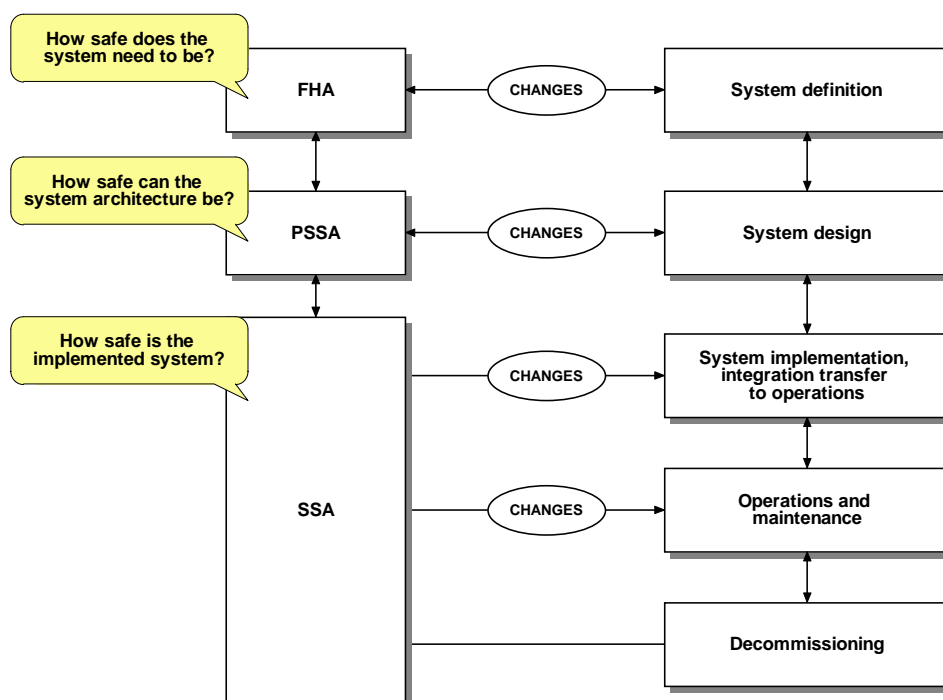 How safe does the
system need to be?
FHA
CHANGES
System definition
How safe can the
system architecture be?
PSSA
CHANGES
System design
How safe is the
implemented system?
System implementation,
integration transfer
to operations
CHANGES
SSA
CHANGES
Operations and
maintenance
Decommissioning